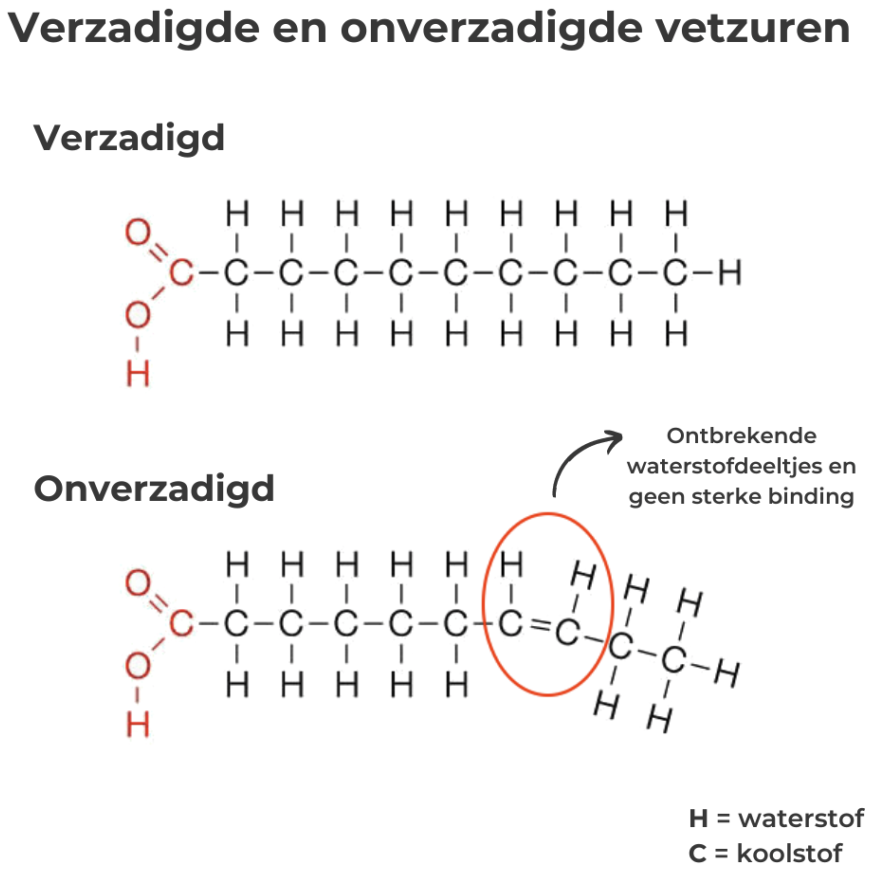 Verzadigde en onverzadigde vetzuren
Verzadigd
H H H H H H H H H
O
C-C-C-C-C-C-C-C-C-C-H
O
H H H H H H H H H
H
Ontbrekende
waterstofdeeltjes en
geen sterke binding
Onverzadigd
H H H H H H H H H
O
C-C-C-C-C-C-C=C-C-C-H
O
H H H H H H H
H
H = waterstof
C = koolstof